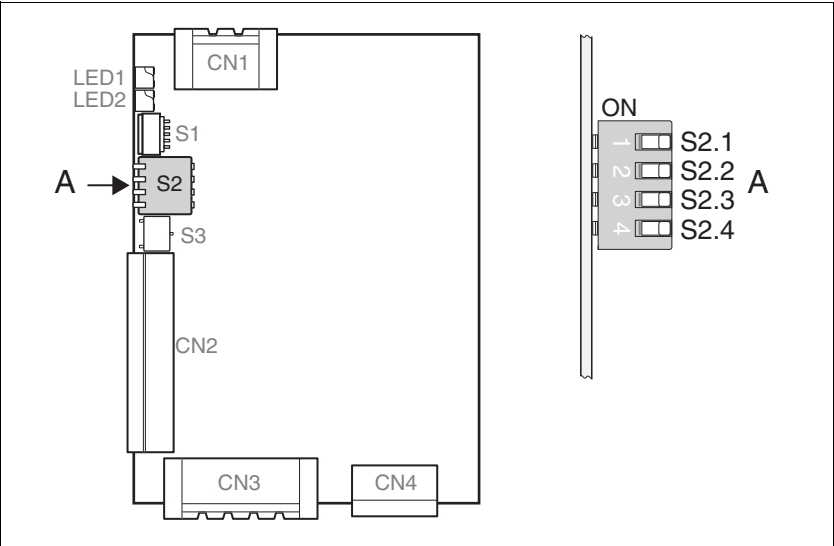 CN1
LED1
LED2
S1
A
S2
S3
CN2
CN3
CN4
ON
1
S2.1
2
S2.2
3
S2.3
A
4
S2.4